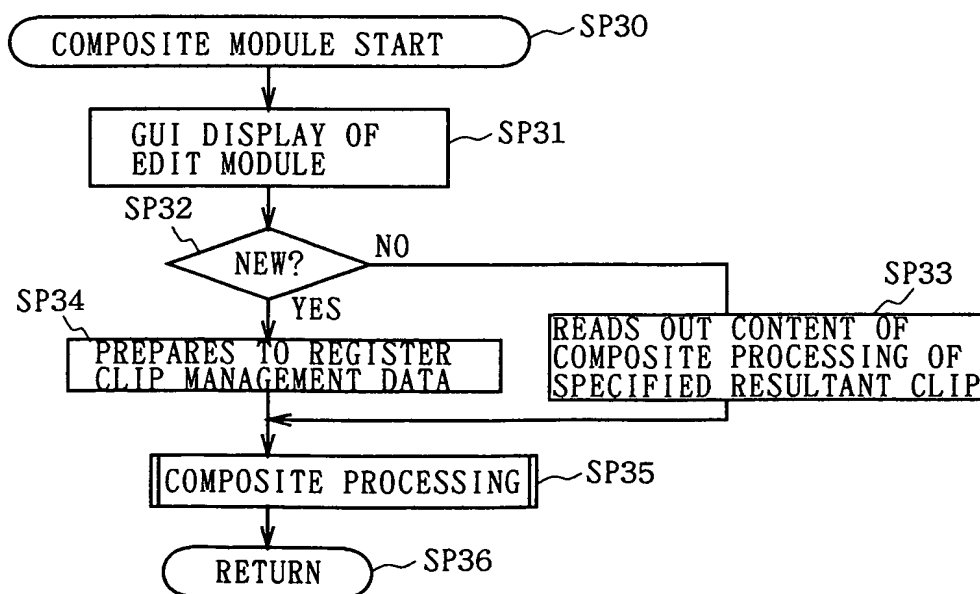 COMPOSITE MODULE START
SP30
GUI DISPLAY OF
EDIT MODULE
SP31
SP32
NEW?
NO
YES
SP34
PREPARES TO REGISTER
CLIP MANAGEMENT DATA
SP33
READS OUT CONTENT OF
COMPOSITE PROCESSING OF
SPECIFIED RESULTANT CLIP
COMPOSITE PROCESSING
SP35
RETURN
SP36